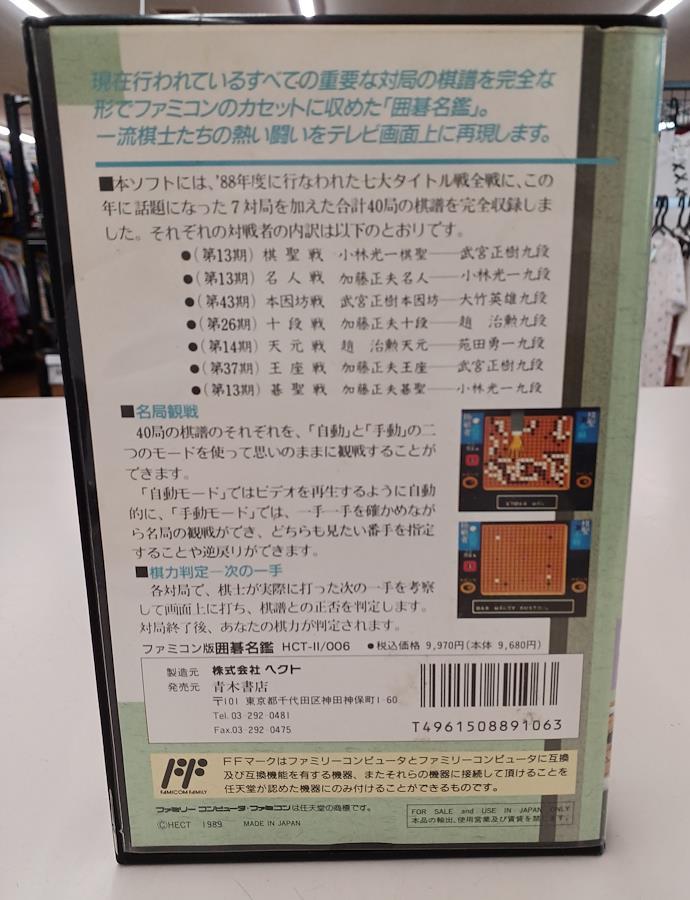 現在行われているすべての重要な対局の棋譜を完全な
形でファミコンのカセットに収めた「囲碁名鑑」。
一流棋士たちの熱い闘いをテレビ画面上に再現します。
■本ソフトには、'88年度に行なわれた七大タイトル戦全戦に、この
年に話題になった7対局を加えた合計40局の棋譜を完全収録しま
した。それぞれの対戦者の内訳は以下のとおりです。
●(第13期) 棋聖戦 小林光一棋聖――武宮正樹九段
●(第13期) 名人戦 加藤正夫名人――小林光一九段
●(第43期) 本因坊戦 武宮正樹本因坊――大竹英雄九段
●(第26期) 十段戦 加藤正夫十段――趙 治勲九段
●(第14期) 天元戦 趙 治勲天元――苑田勇一九段
●(第37期) 王座戦 加藤正夫王座――武宮正樹九段
●(第13期) 碁聖戦 加藤正夫碁聖――小林光一九段
■名局観戦
40局の棋譜のそれぞれを、「自動」と「手動」の二
つのモードを使って思いのままに観戦することが
できます。
「自動モード」ではビデオを再生するように自動
的に、「手動モード」では、一手一手を確かめなが
ら名局の観戦ができ、どちらも見たい番手を指定
することや逆戻りができます。
■棋力判定―次の一手
各対局で、棋士が実際に打った次の一手を考察
して画面上に打ち、棋譜との正否を判定します。
対局終了後、あなたの棋力が判定されます。
ファミコン版囲碁名鑑 HCT-II/006 ●税込価格 9,970円(本体 9,680円)
製造元 株式会社 ヘクト
発売元 青木書店
〒101 東京都千代田区神田神保町1-60
Tel.03-292-0481
Fax.03-292-0475
T4961508891063
FF
FAMICOM FAMILY
FFマークはファミリーコンピュータとファミリーコンピュータに互換
及び互換機能を有する機器、またそれらの機器に接続して頂けることを
任天堂が認めた機器にのみ付けることができるものです。
ファミリーコンピュータ・ファミコンは任天堂の商標です。
©HECT 1989 MADE IN JAPAN
FOR SALE and USE IN JAPAN ONLY
本品の輸出、使用営業及び賃貸を禁じます。